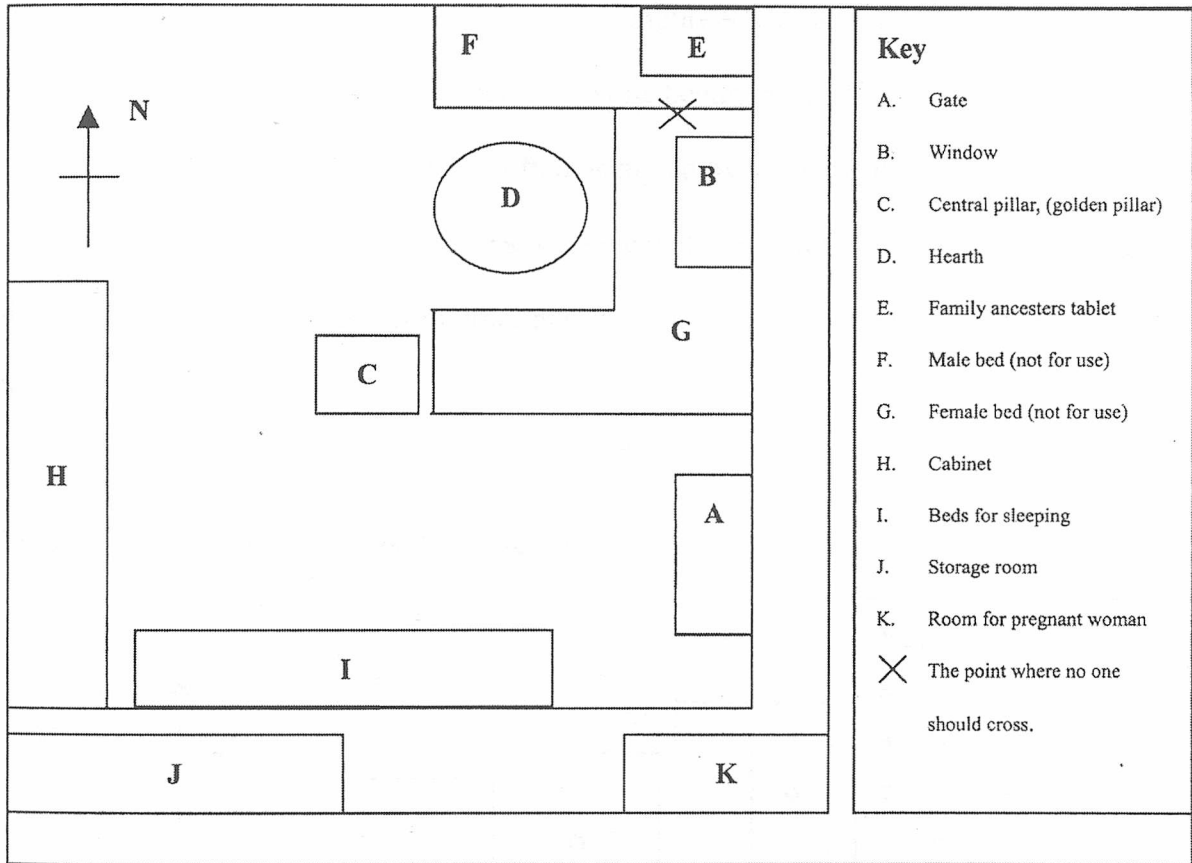 F
E
N
D
B
G
C
H
A
I
J
K
Key
A. Gate
B. Window
C. Central pillar, (golden pillar)
D. Hearth
E. Family ancesters tablet
F. Male bed (not for use)
G. Female bed (not for use)
H. Cabinet
I. Beds for sleeping
J. Storage room
K. Room for pregnant woman
The point where no one
should cross.